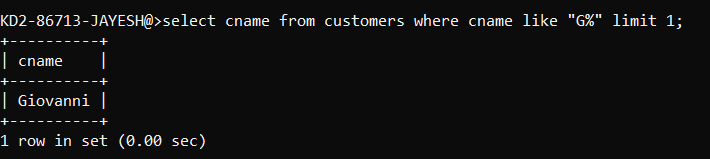 KD2-86713-JAYESH@>select cname from customers where cname like "G%" limit 1;
+----------+
| cname    |
+----------+
| Giovanni |
+----------+
1 row in set (0.00 sec)